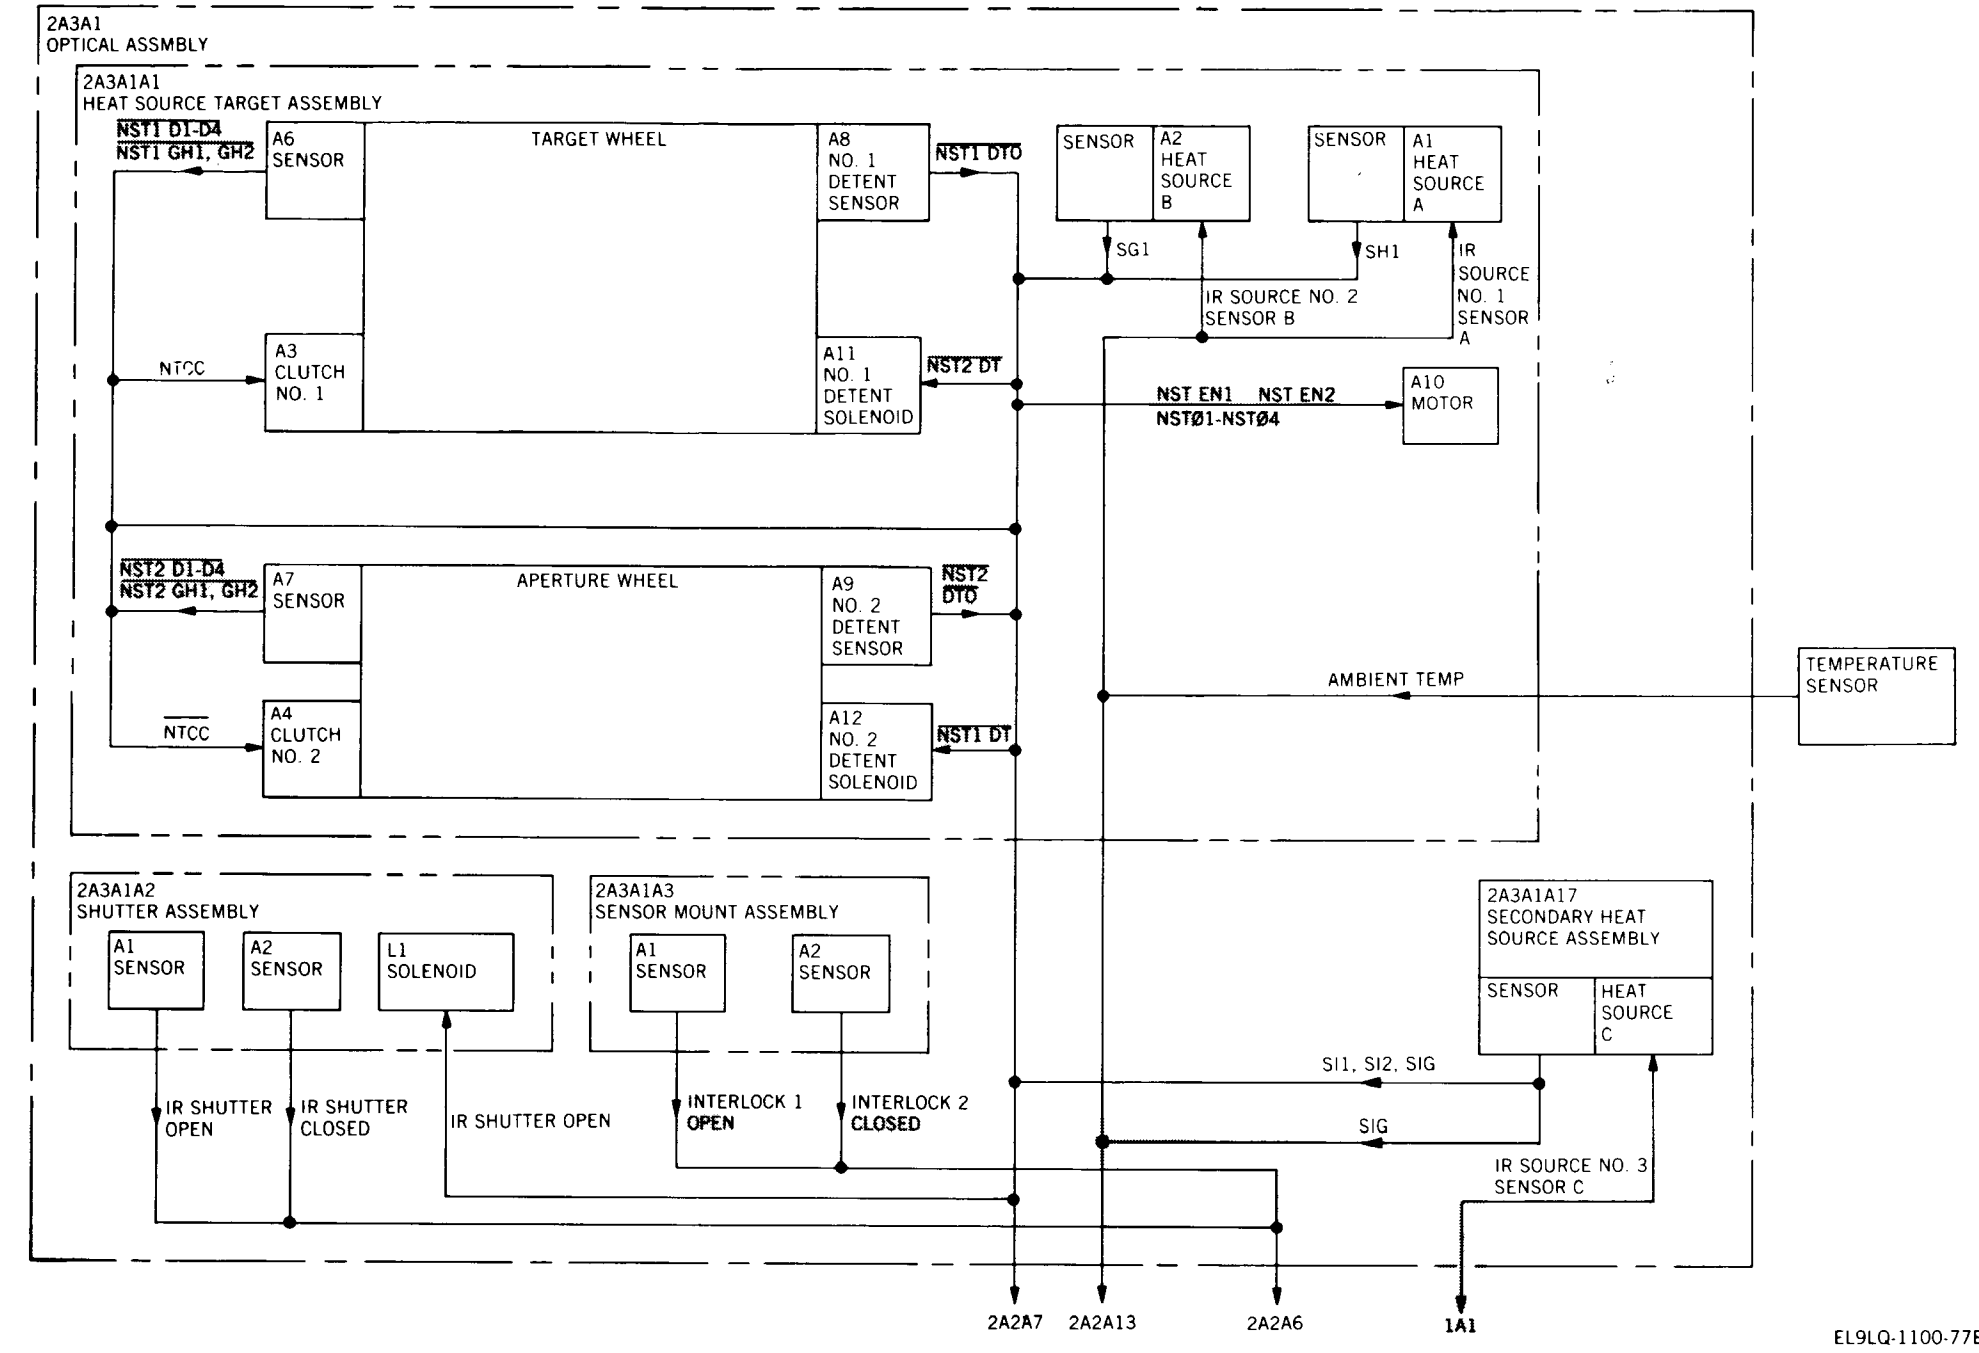 2A3A1
OPTICAL ASSMBLY
2A3A1A1
HEAT SOURCE TARGET ASSEMBLY
NST1 D1-D4
NST1 GH1, GH2
A6
SENSOR
TARGET WHEEL
A8
NO. 1
DETENT
SENSOR
NST1 DTO
SENSOR
A2
HEAT
SOURCE
B
SENSOR
A1
HEAT
SOURCE
A
SG1
SH1
IR
SOURCE
NO. 1
SENSOR
A
IR SOURCE NO. 2
SENSOR B
NTCC
A3
CLUTCH
NO. 1
A11
NO. 1
DETENT
SOLENOID
NST2 DT
NST EN1 NST EN2
NSTØ1-NSTØ4
A10
MOTOR
NST2 D1-D4
NST2 GH1, GH2
A7
SENSOR
APERTURE WHEEL
A9
NO. 2
DETENT
SENSOR
NST2
DTO
AMBIENT TEMP
TEMPERATURE
SENSOR
NTCC
A4
CLUTCH
NO. 2
A12
NO. 2
DETENT
SOLENOID
NST1 DT
2A3A1A2
SHUTTER ASSEMBLY
A1
SENSOR
A2
SENSOR
L1
SOLENOID
2A3A1A3
SENSOR MOUNT ASSEMBLY
A1
SENSOR
A2
SENSOR
2A3A1A17
SECONDARY HEAT
SOURCE ASSEMBLY
SENSOR
HEAT
SOURCE
C
SI1, SI2, SIG
IR SHUTTER
OPEN
IR SHUTTER
CLOSED
IR SHUTTER OPEN
INTERLOCK 1
OPEN
INTERLOCK 2
CLOSED
SIG
IR SOURCE NO. 3
SENSOR C
2A2A7
2A2A13
2A2A6
1A1
EL9LQ-1100-77E